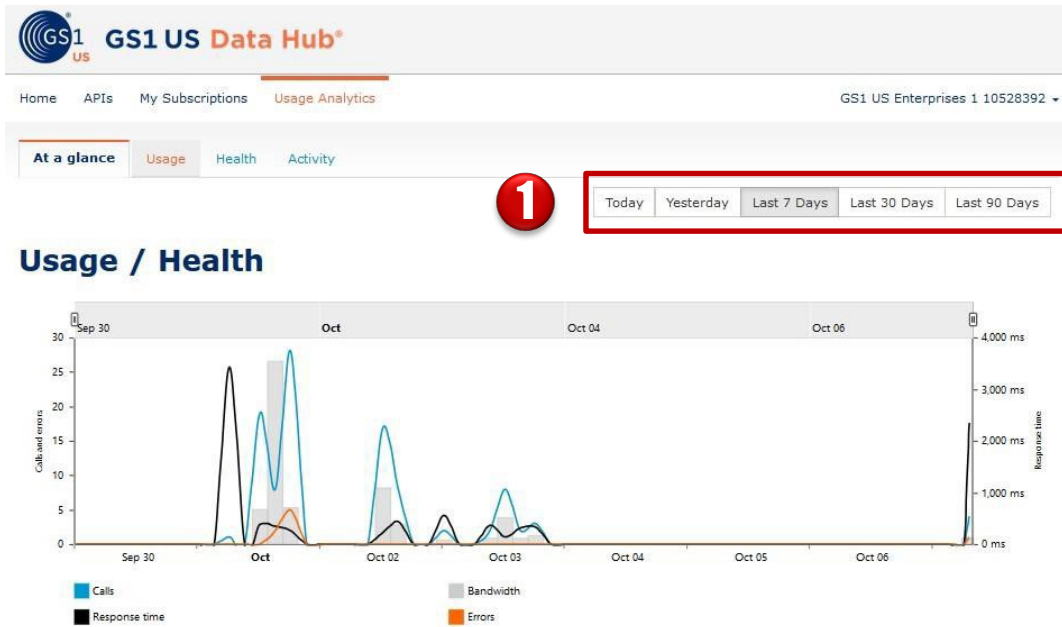 GS1 US
GS1 US Data Hub®
Home APIs My Subscriptions Usage Analytics GS1 US Enterprises 1 10528392
At a glance Usage Health Activity
1
Today Yesterday Last 7 Days Last 30 Days Last 90 Days
Usage / Health
Sep 30 Oct Oct 04 Oct 06
30 4,000 ms
25
3,000 ms
20
Calls and errors
15 2,000 ms
Response time
10
1,000 ms
5
0 0 ms
Sep 30 Oct Oct 02 Oct 03 Oct 04 Oct 05 Oct 06
Calls Bandwidth
Response time Errors